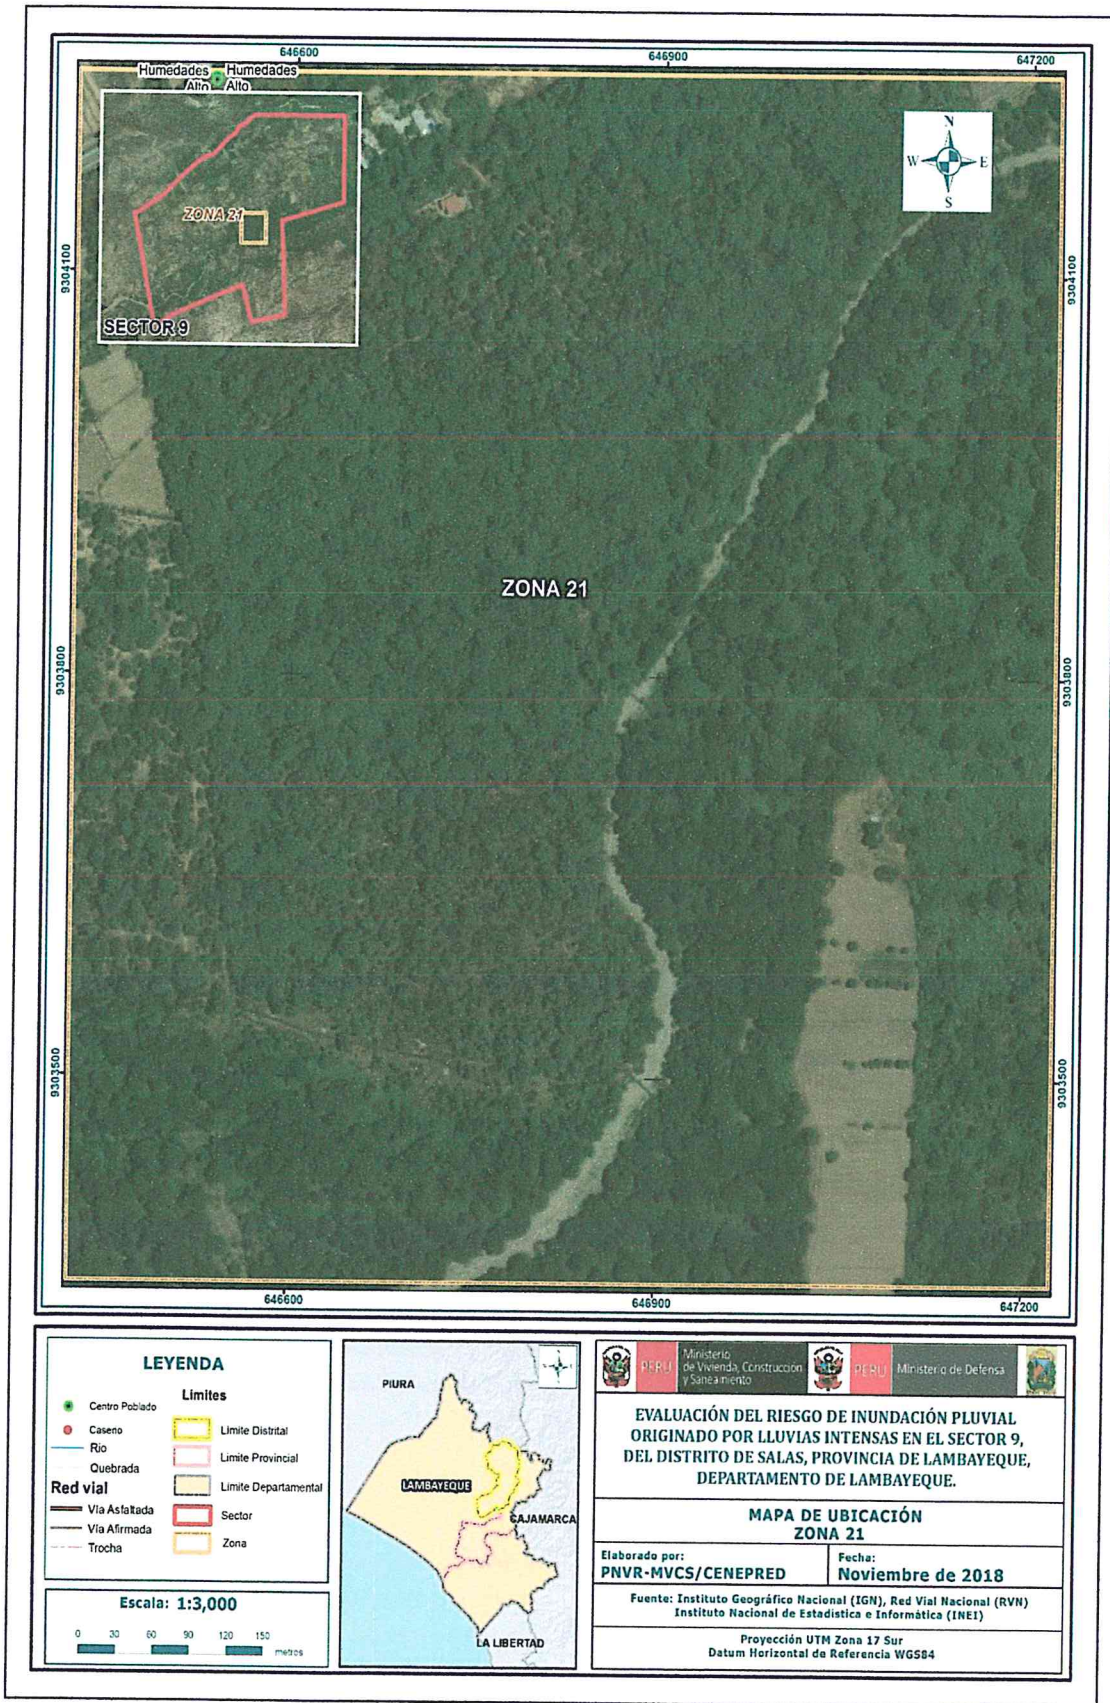 646600
646900
647200
Humedades Humedades
Alto Alto
N
W E
S
ZONA 21
SECTOR 9
9304100
9304100
ZONA 21
9303800
9303800
9303500
9303500
646600
646900
647200
LEYENDA
Centro Poblado
Caseno
Rio
Quebrada
Red vial
Vía Asfaltada
Vía Afirmada
Trocha
Limites
Límite Distrital
Limite Provincial
Limite Departamental
Sector
Zona
Escala: 1:3,000
0 30 60 90 120 150
metros
PIURA
LAMBAYEQUE
CAJAMARCA
LA LIBERTAD
PERÚ
Ministerio
de Vivienda, Construcción
y Saneamiento
PERÚ
Ministerio de Defensa
EVALUACIÓN DEL RIESGO DE INUNDACIÓN PLUVIAL
ORIGINADO POR LLUVIAS INTENSAS EN EL SECTOR 9,
DEL DISTRITO DE SALAS, PROVINCIA DE LAMBAYEQUE,
DEPARTAMENTO DE LAMBAYEQUE.
MAPA DE UBICACIÓN
ZONA 21
Elaborado por:
PNVR-MVCS/CENEPRED
Fecha:
Noviembre de 2018
Fuente: Instituto Geográfico Nacional (IGN), Red Vial Nacional (RVN)
Instituto Nacional de Estadística e Informática (INEI)
Proyección UTM Zona 17 Sur
Datum Horizontal de Referencia WGS84